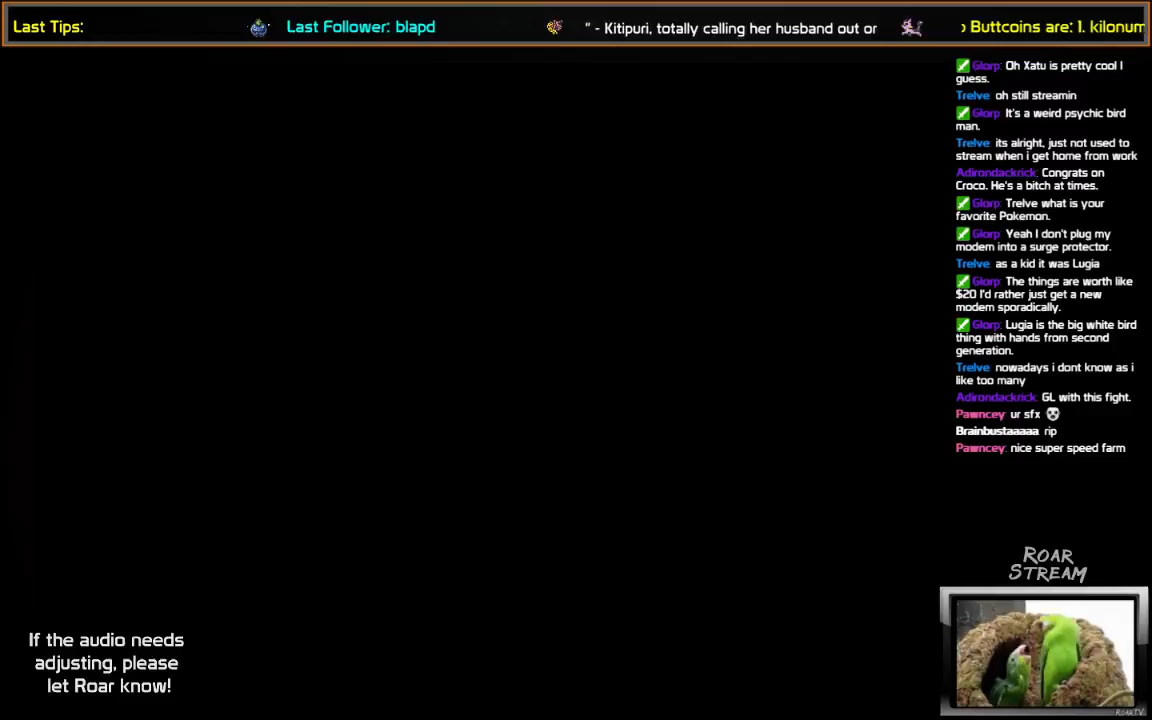 Last Tips:
Last Follower: blapd
" - Kitipuri, totally calling her husband out or
Buttcoins are: 1. kilonum
Glorp: Oh Xatu is pretty cool I
guess.
Trelve: oh still streamin
Glorp: It's a weird psychic bird
man.
Trelve: its alright, just not used to
stream when i get home from work
Adirondackrick: Congrats on
Croco. He's a bitch at times.
Glorp: Trelve what is your
favorite Pokemon.
Glorp: Yeah I don't plug my
modem into a surge protector.
Trelve: as a kid it was Lugia
Glorp: The things are worth like
$20 I'd rather just get a new
modem sporadically.
Glorp: Lugia is the big white bird
thing with hands from second
generation.
Trelve: nowadays i dont know as i
like too many
Adirondackrick: GL with this fight.
Pawncey: ur sfx
Brainbustaaaaa: rip
Pawncey: nice super speed farm
ROAR
STREAM
If the audio needs
adjusting, please
let Roar know!
ROARTV